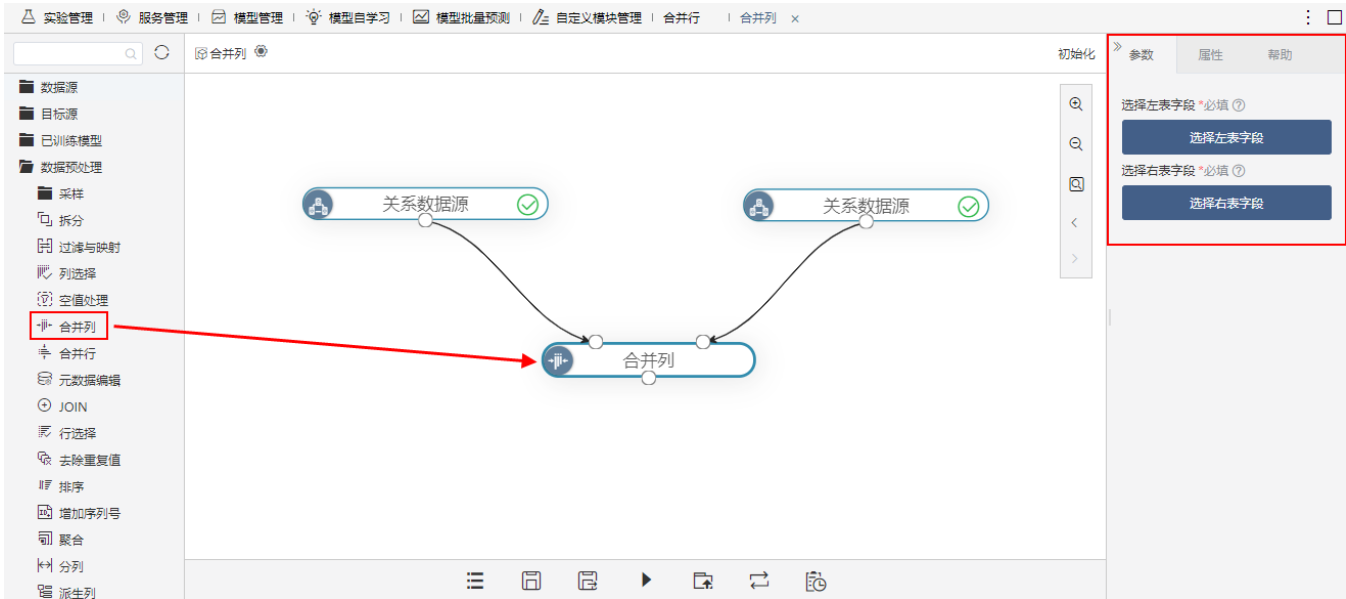 实验管理 服务管理 模型管理 模型自学习 模型批量预测 自定义模块管理 合并行 合并列 ×
合并列 初始化
参数 属性 帮助
数据源
目标源
已训练模型
数据预处理
采样
拆分
过滤与映射
列选择
空值处理
合并列
合并行
元数据编辑
JOIN
行选择
去除重复值
排序
增加序列号
聚合
分列
派生列
关系数据源
关系数据源
合并列
选择左表字段 *必填
选择左表字段
选择右表字段 *必填
选择右表字段